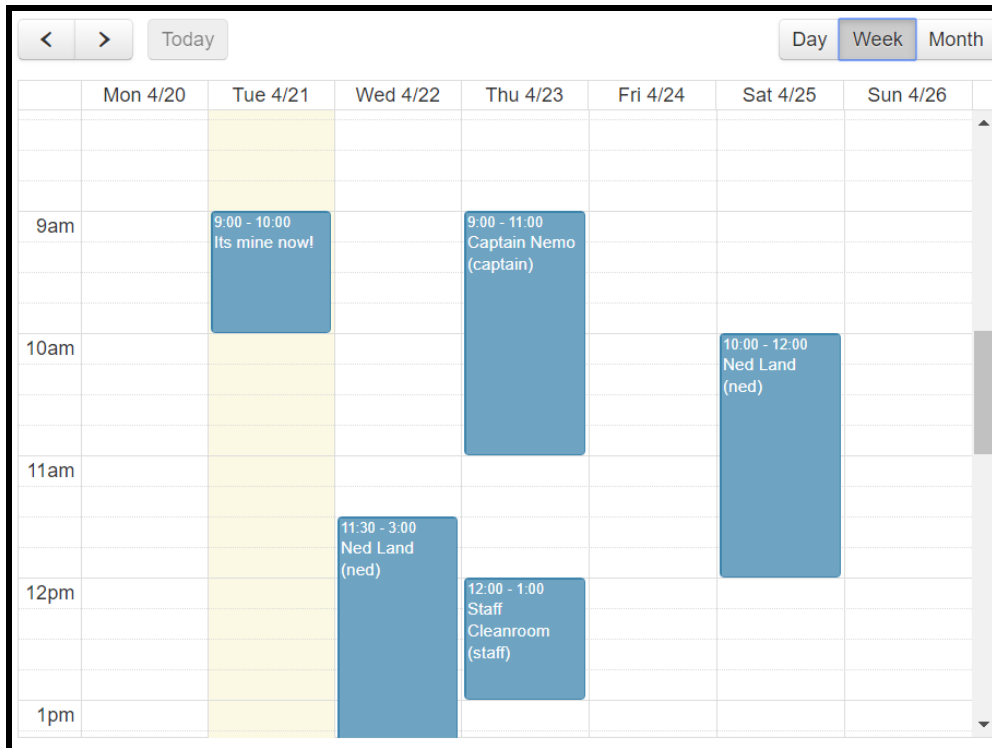 < > Today Day Week Month
Mon 4/20 Tue 4/21 Wed 4/22 Thu 4/23 Fri 4/24 Sat 4/25 Sun 4/26
9am
9:00 - 10:00
Its mine now!
9:00 - 11:00
Captain Nemo
(captain)
10am
10:00 - 12:00
Ned Land
(ned)
11am
11:30 - 3:00
Ned Land
(ned)
12pm
12:00 - 1:00
Staff
Cleanroom
(staff)
1pm